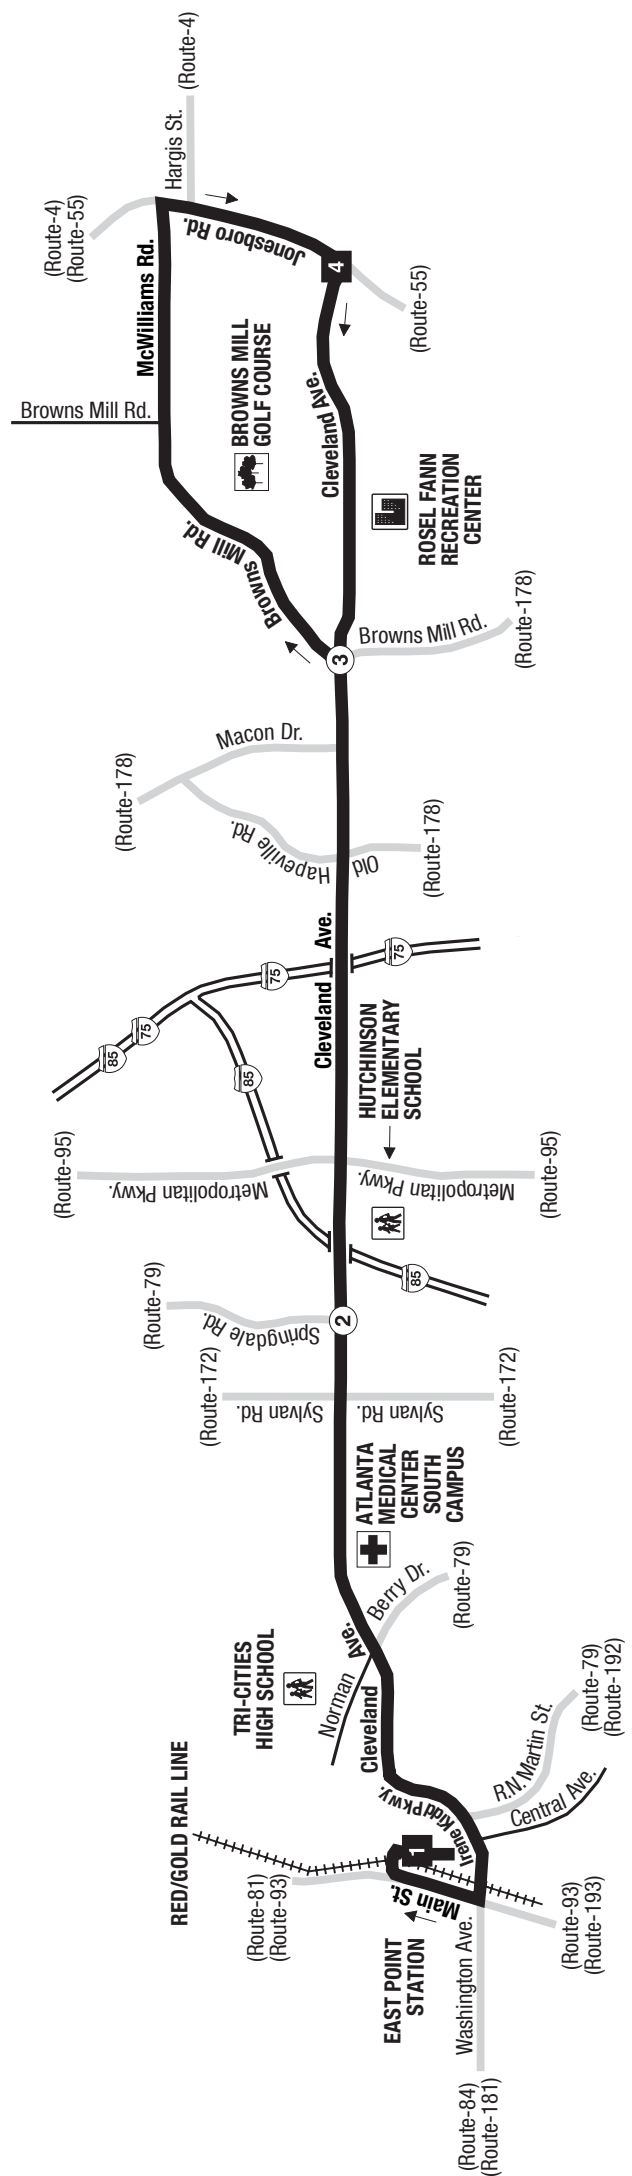 (Route-84)
(Route-181)
Washington Ave.
EAST POINT
STATION
Main St.
1
(Route-81)
(Route-93)
RED/GOLD RAIL LINE
(Route-93)
(Route-193)
Irene Kidd Pkwy.
Central Ave.
R.N. Martin St.
(Route-79)
(Route-192)
TRI-CITIES
HIGH SCHOOL
Norman
Berry Dr.
(Route-79)
Cleveland Ave.
ATLANTA
MEDICAL
CENTER
SOUTH
CAMPUS
(Route-172)
Sylvan Rd.
Sylvan Rd.
(Route-172)
(Route-79)
Springdale Rd.
2
85
(Route-95)
Metropolitan Pkwy.
Metropolitan Pkwy.
(Route-95)
HUTCHINSON
ELEMENTARY
SCHOOL
85
85
75
75
75
Cleveland Ave.
(Route-178)
Macon Dr.
Old
Hapeville Rd.
(Route-178)
3
Browns Mill Rd.
(Route-178)
Browns Mill Rd.
Browns Mill Rd.
BROWNS MILL
GOLF COURSE
ROSEL FANN
RECREATION
CENTER
Cleveland Ave.
McWilliams Rd.
4
(Route-55)
Jonesboro Rd.
(Route-4)
(Route-55)
Hargis St.
(Route-4)